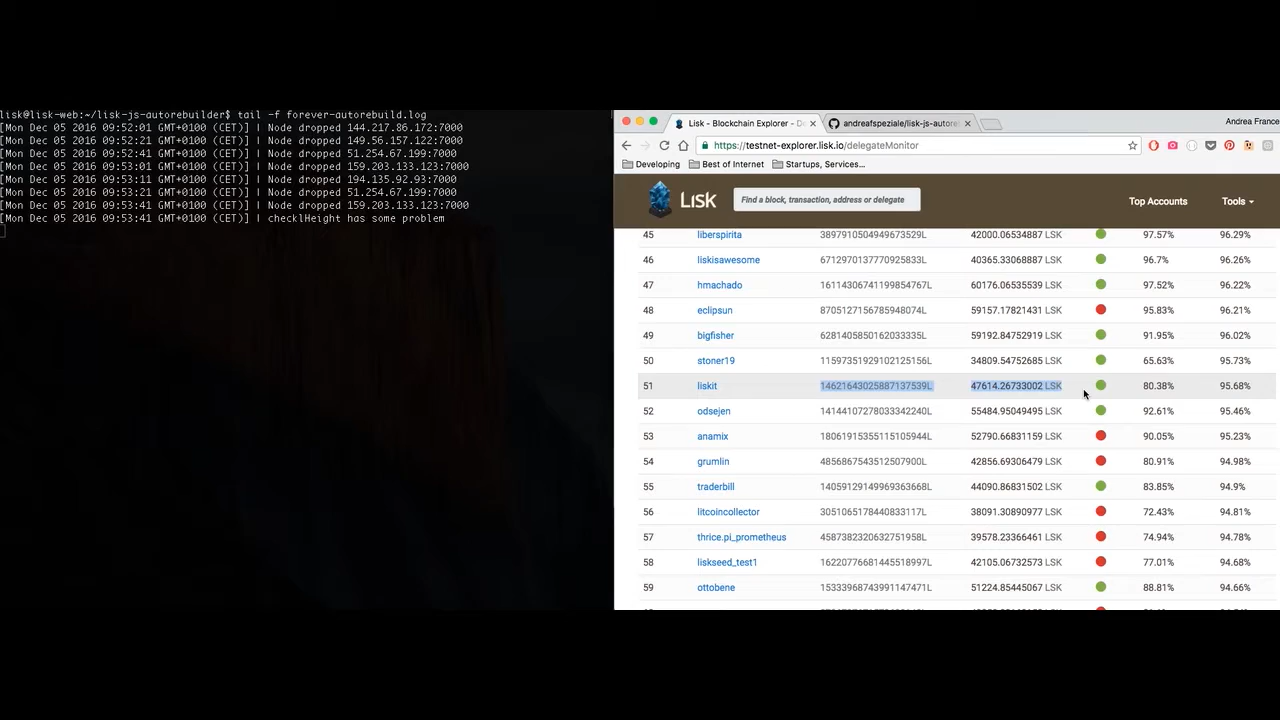 lisk@lisk-web:~/lisk-js-autorebuilder$ tail -f forever-autorebuild.log
[Mon Dec 05 2016 09:52:01 GMT+0100 (CET)] | Node dropped 144.217.86.172:7000
[Mon Dec 05 2016 09:52:21 GMT+0100 (CET)] | Node dropped 149.56.157.122:7000
[Mon Dec 05 2016 09:52:41 GMT+0100 (CET)] | Node dropped 51.254.67.199:7000
[Mon Dec 05 2016 09:53:01 GMT+0100 (CET)] | Node dropped 159.203.133.123:7000
[Mon Dec 05 2016 09:53:11 GMT+0100 (CET)] | Node dropped 194.135.92.93:7000
[Mon Dec 05 2016 09:53:21 GMT+0100 (CET)] | Node dropped 51.254.67.199:7000
[Mon Dec 05 2016 09:53:41 GMT+0100 (CET)] | Node dropped 159.203.133.123:7000
[Mon Dec 05 2016 09:53:41 GMT+0100 (CET)] | checklHeight has some problem
Lisk - Blockchain Explorer - De
andreafspeziale/lisk-js-autore
Andrea France
https://testnet-explorer.lisk.io/delegateMonitor
Developing Best of Internet Startups, Services...
Lisk Find a block, transaction, address or delegate Top Accounts Tools
45 liberspirita 3897910504949673529L 42000.06534887 LSK 97.57% 96.29%
46 liskisawesome 6712970137770925833L 40365.33068887 LSK 96.7% 96.26%
47 hmachado 16114306741199854767L 60176.06535539 LSK 97.52% 96.22%
48 eclipsun 8705127156785948074L 59157.17821431 LSK 95.83% 96.21%
49 bigfisher 6281405850162033335L 59192.84752919 LSK 91.95% 96.02%
50 stoner19 11597351929102125156L 34809.54752685 LSK 65.63% 95.73%
51 liskit 14621643025887137539L 47614.26733002 LSK 80.38% 95.68%
52 odsejen 14144107278033342240L 55484.95049495 LSK 92.61% 95.46%
53 anamix 18061915355115105944L 52790.66831159 LSK 90.05% 95.23%
54 grumlin 4856867543512507900L 42856.69306479 LSK 80.91% 94.98%
55 traderbill 14059129149969363668L 44090.86831502 LSK 83.85% 94.9%
56 litcoincollector 3051065178440833117L 38091.30890977 LSK 72.43% 94.81%
57 thrice.pi_prometheus 4587382320632751958L 39578.23366461 LSK 74.94% 94.78%
58 liskseed_test1 16220776681445518997L 42105.06732573 LSK 77.01% 94.68%
59 ottobene 15333968743991147471L 51224.85445067 LSK 88.81% 94.66%